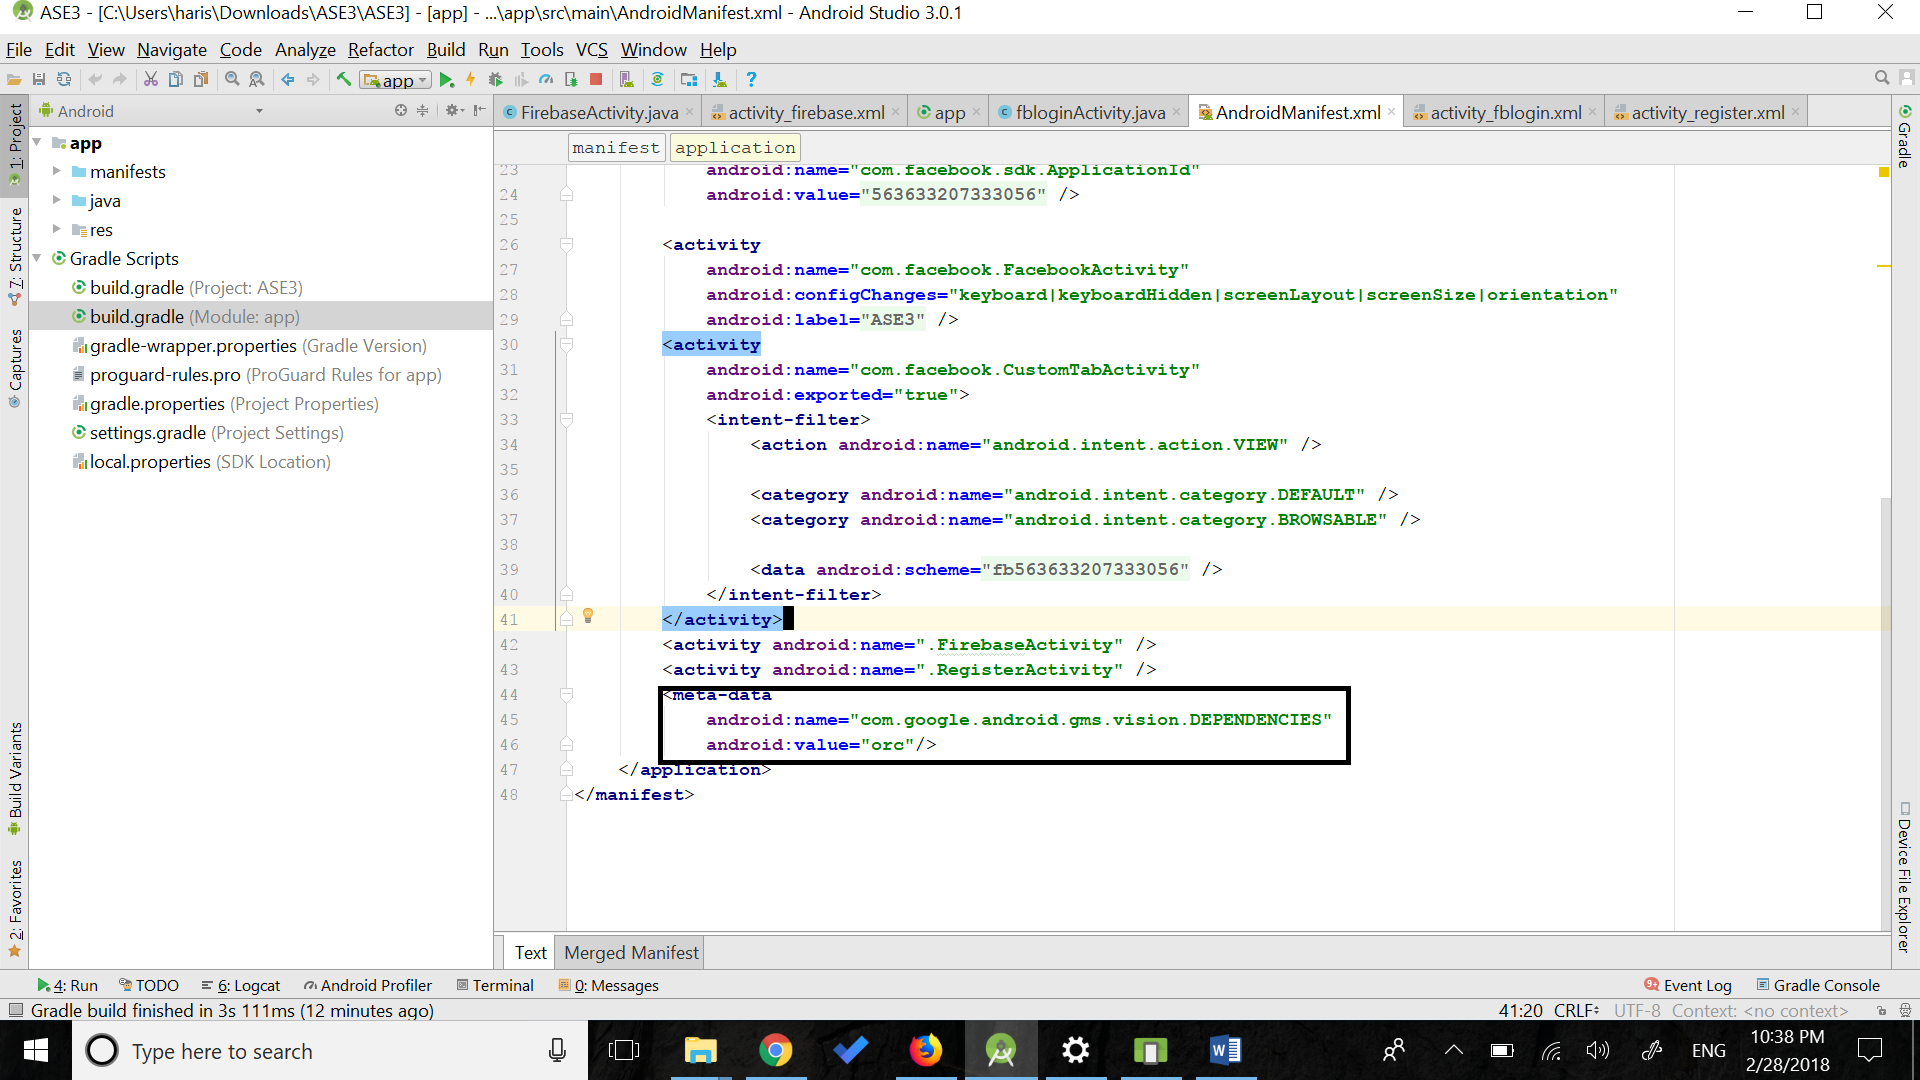 ASE3 - [C:\Users\haris\Downloads\ASE3\ASE3] - [app] - ...\app\src\main\AndroidManifest.xml - Android Studio 3.0.1
File Edit View Navigate Code Analyze Refactor Build Run Tools VCS Window Help
app
Android
FirebaseActivity.java activity_firebase.xml app fbloginActivity.java AndroidManifest.xml activity_fblogin.xml activity_register.xml
manifest application
1: Project
7: Structure
Captures
Build Variants
2: Favorites
app
manifests
java
res
Gradle Scripts
build.gradle (Project: ASE3)
build.gradle (Module: app)
gradle-wrapper.properties (Gradle Version)
proguard-rules.pro (ProGuard Rules for app)
gradle.properties (Project Properties)
settings.gradle (Project Settings)
local.properties (SDK Location)
23 android:name="com.facebook.sdk.ApplicationId"
24 android:value="563633207333056" />
25
26 <activity
27 android:name="com.facebook.FacebookActivity"
28 android:configChanges="keyboard|keyboardHidden|screenLayout|screenSize|orientation"
29 android:label="ASE3" />
30 <activity
31 android:name="com.facebook.CustomTabActivity"
32 android:exported="true">
33 <intent-filter>
34 <action android:name="android.intent.action.VIEW" />
35
36 <category android:name="android.intent.category.DEFAULT" />
37 <category android:name="android.intent.category.BROWSABLE" />
38
39 <data android:scheme="fb563633207333056" />
40 </intent-filter>
41 </activity>
42 <activity android:name=".FirebaseActivity" />
43 <activity android:name=".RegisterActivity" />
44 <meta-data
45 android:name="com.google.android.gms.vision.DEPENDENCIES"
46 android:value="orc"/>
47 </application>
48 </manifest>
Gradle
Device File Explorer
Text Merged Manifest
4: Run TODO 6: Logcat Android Profiler Terminal 0: Messages 9+ Event Log Gradle Console
Gradle build finished in 3s 111ms (12 minutes ago) 41:20 CRLF UTF-8 Context: <no context>
Type here to search
ENG
10:38 PM
2/28/2018